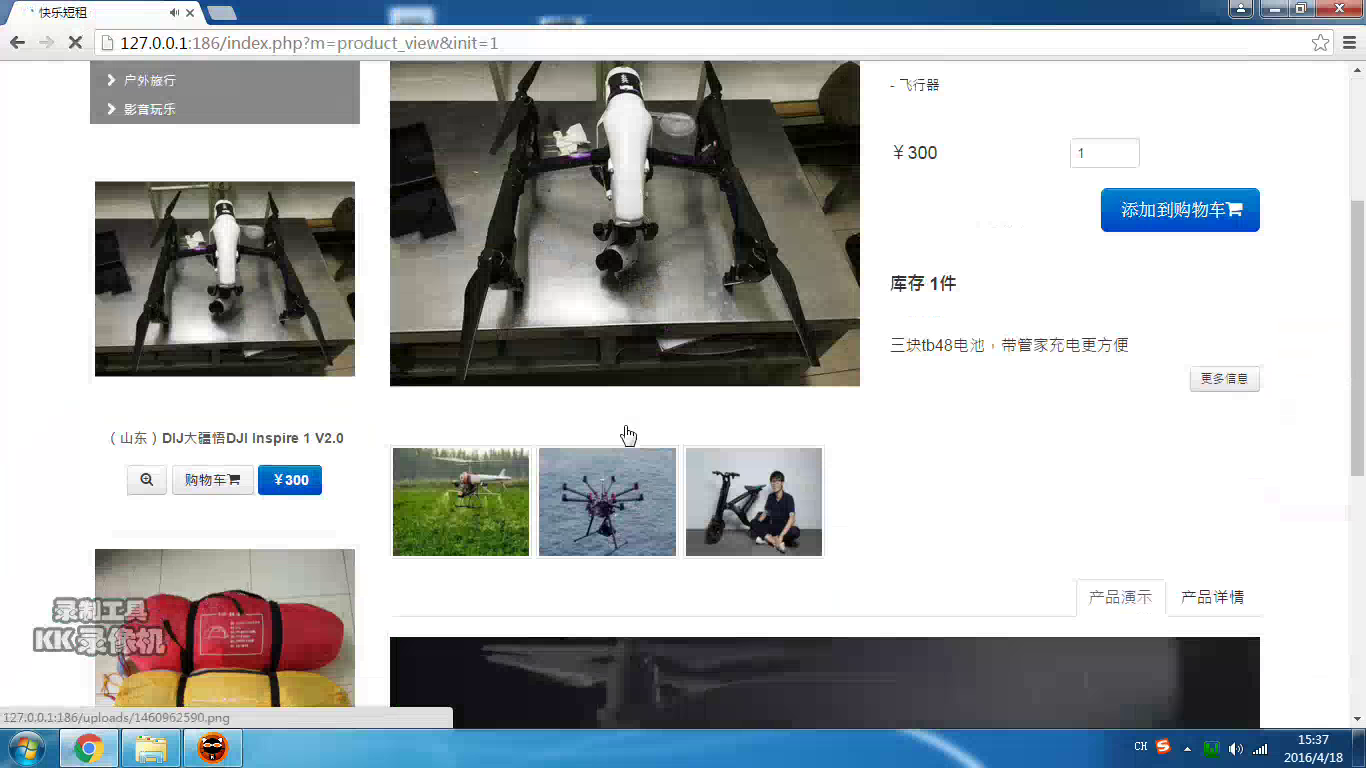 快乐短租
127.0.0.1:186/index.php?m=product_view&init=1
户外旅行
影音玩乐
- 飞行器
￥300
1
添加到购物车
库存 1件
三块tb48电池，带管家充电更方便
更多信息
（山东）DIJ大疆悟DJI Inspire 1 V2.0
购物车
￥300
产品演示
产品详情
录制工具
KK录像机
127.0.0.1:186/uploads/1460962590.png
CH
15:37
2016/4/18